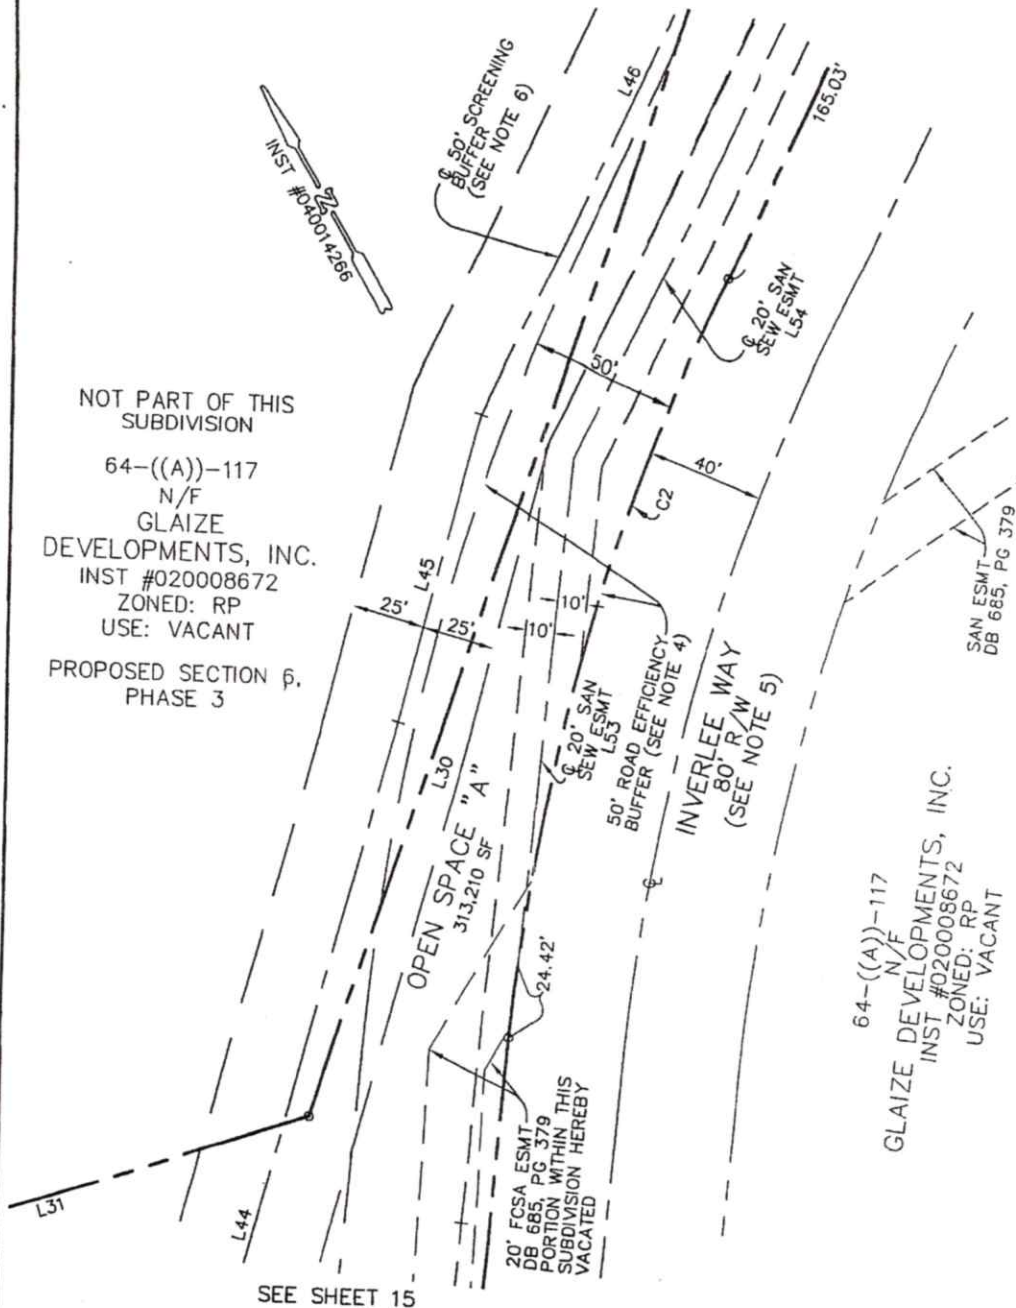 ℄ 50' SCREENING
BUFFER
(SEE NOTE 6)
L46
165.03'
INST #040014266
N
℄ 20' SAN
SEW ESMT
L54
50'
40'
C2
NOT PART OF THIS
SUBDIVISION
64-((A))-117
N/F
GLAIZE
DEVELOPMENTS, INC.
INST #020008672
ZONED: RP
USE: VACANT
PROPOSED SECTION 6,
PHASE 3
L45
25'
25'
10'
10'
SAN ESMT
DB 685, PG 379
L30
℄ 20' SAN
SEW ESMT
L53
50' ROAD EFFICIENCY
BUFFER (SEE NOTE 4)
INVERLEE WAY
80' R/W
(SEE NOTE 5)
℄
OPEN SPACE "A"
313,210 SF
24.42'
64-((A))-117
N/F
GLAIZE DEVELOPMENTS, INC.
INST #020008672
ZONED: RP
USE: VACANT
20' FCSA ESMT
DB 685, PG 379
PORTION WITHIN THIS
SUBDIVISION HEREBY
VACATED
L31
L44
SEE SHEET 15